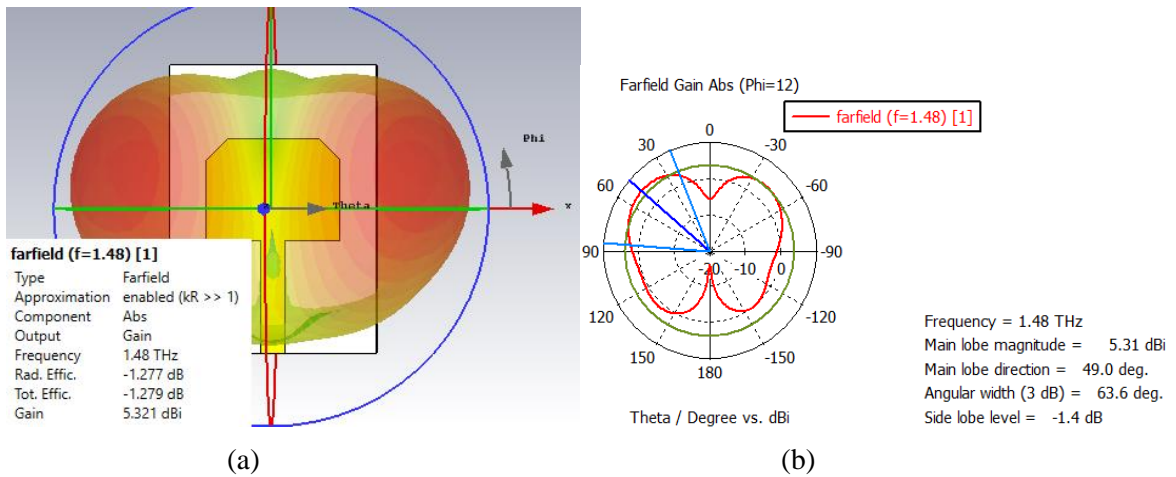 Phi
Theta
x
farfield (f=1.48) [1]
Type Farfield
Approximation enabled (kR >> 1)
Component Abs
Output Gain
Frequency 1.48 THz
Rad. Effic. -1.277 dB
Tot. Effic. -1.279 dB
Gain 5.321 dBi
(a)
Farfield Gain Abs (Phi=12)
farfield (f=1.48) [1]
0
30 -30
60 -60
90 -20 -10 0 -90
120 -120
150 -150
180
Theta / Degree vs. dBi
Frequency = 1.48 THz
Main lobe magnitude = 5.31 dBi
Main lobe direction = 49.0 deg.
Angular width (3 dB) = 63.6 deg.
Side lobe level = -1.4 dB
(b)